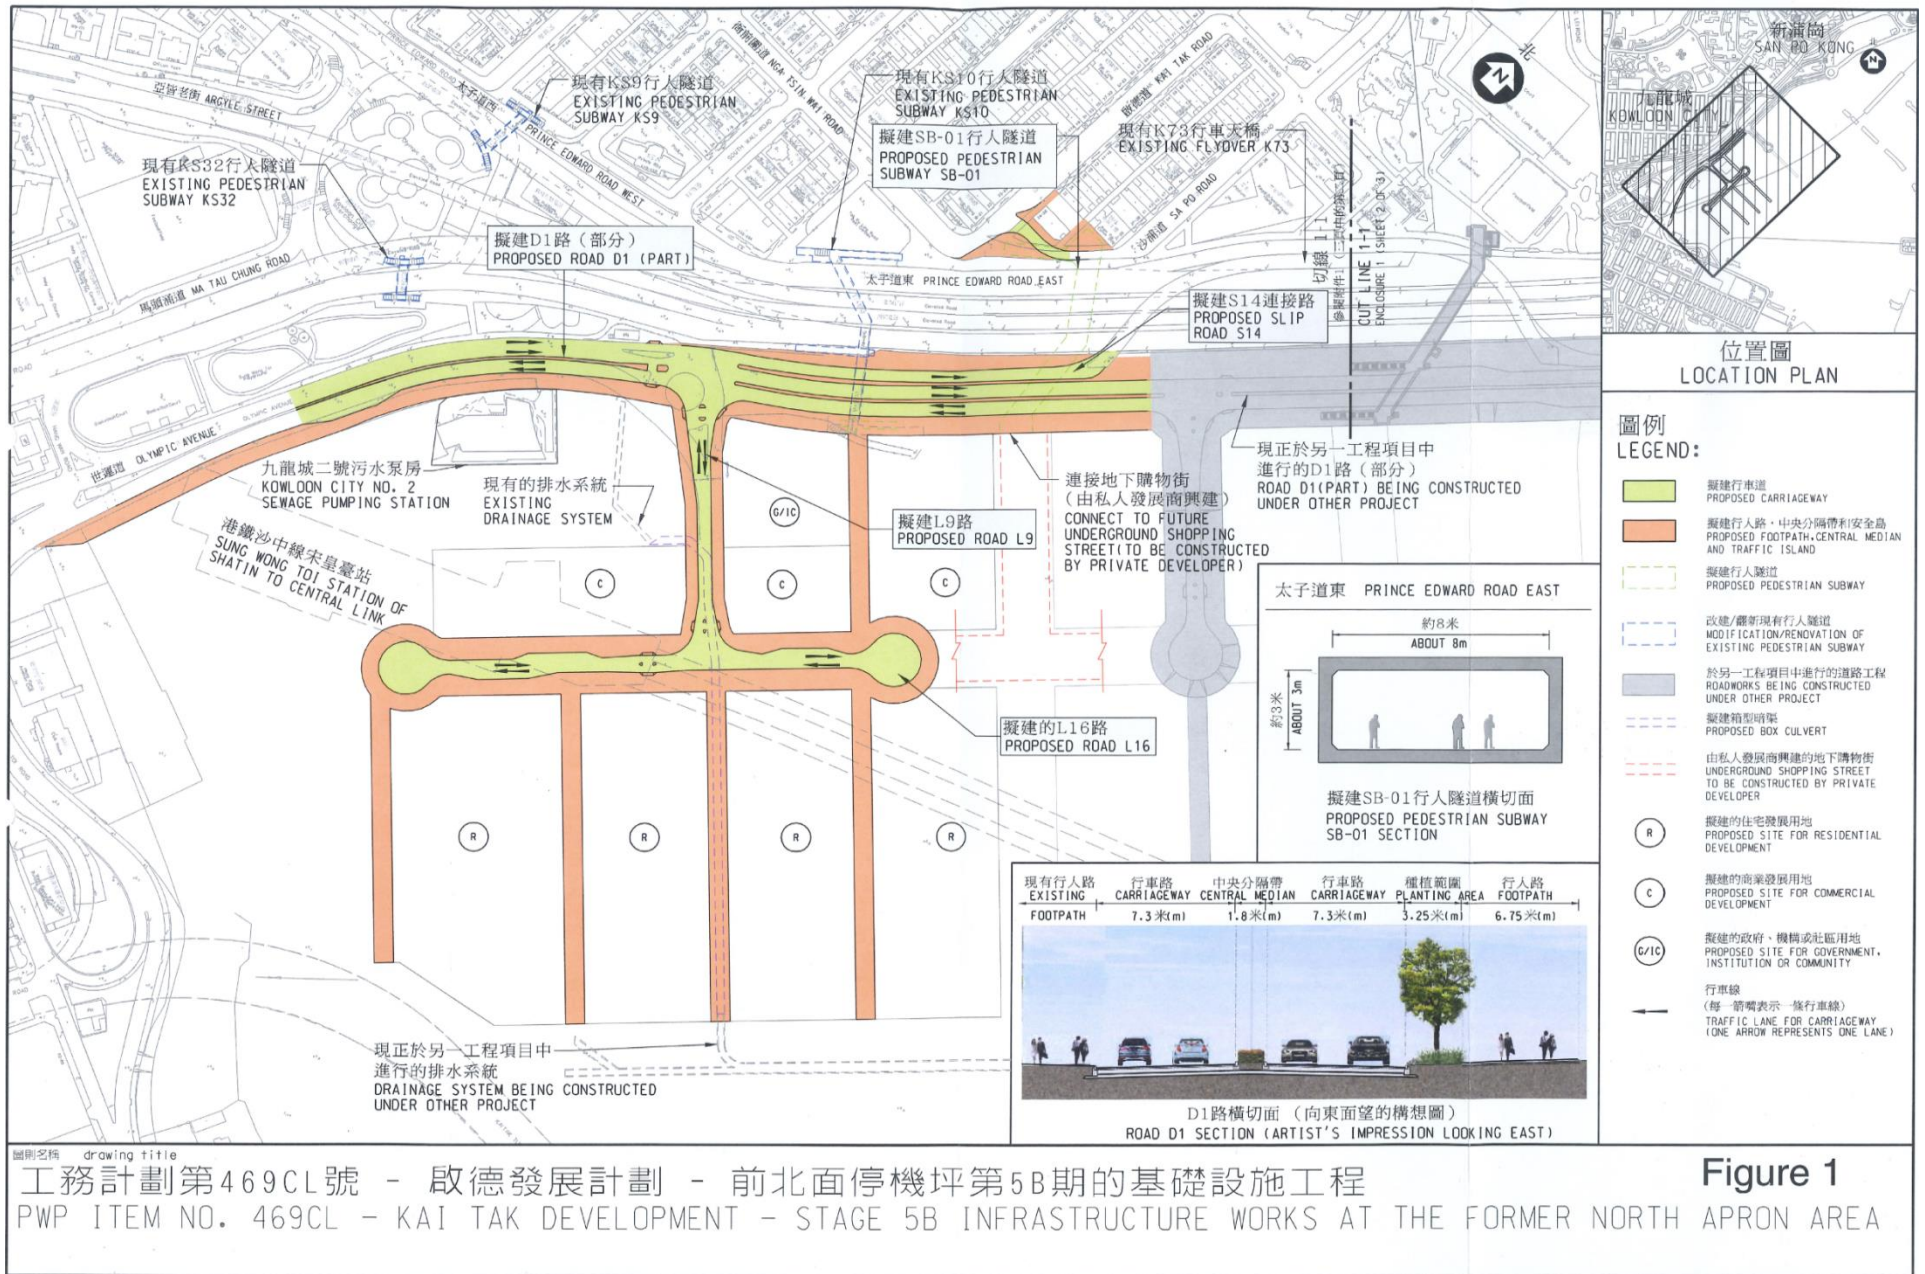 亞皆老街 ARGYLE STREET
太子道西
PRINCE EDWARD ROAD WEST
衙前圍道 NGA TSIN WAI ROAD
啟德道 KAI TAK ROAD
沙浦道 SA PO ROAD
馬頭涌道 MA TAU CHUNG ROAD
太子道東 PRINCE EDWARD ROAD EAST
世運道 OLYMPIC AVENUE
OLYMPIC AVENUE
北
N
現有KS9行人隧道
EXISTING PEDESTRIAN
SUBWAY KS9
現有KS10行人隧道
EXISTING PEDESTRIAN
SUBWAY KS10
擬建SB-01行人隧道
PROPOSED PEDESTRIAN
SUBWAY SB-01
現有K73行車天橋
EXISTING FLYOVER K73
現有KS32行人隧道
EXISTING PEDESTRIAN
SUBWAY KS32
擬建D1路（部分）
PROPOSED ROAD D1 (PART)
擬建S14連接路
PROPOSED SLIP
ROAD S14
切線 1-1
CUT LINE 1-1
ENCLOSURE 1 (SHEET 2 OF 3)
九龍城二號污水泵房
KOWLOON CITY NO. 2
SEWAGE PUMPING STATION
現有的排水系統
EXISTING
DRAINAGE SYSTEM
港鐵沙中線宋皇臺站
SUNG WONG TOI STATION OF
SHATIN TO CENTRAL LINK
擬建L9路
PROPOSED ROAD L9
連接地下購物街
（由私人發展商興建）
CONNECT TO FUTURE
UNDERGROUND SHOPPING
STREET(TO BE CONSTRUCTED
BY PRIVATE DEVELOPER)
現正於另一工程項目中
進行的D1路（部分）
ROAD D1(PART) BEING CONSTRUCTED
UNDER OTHER PROJECT
G/IC
C
C
C
擬建的L16路
PROPOSED ROAD L16
R
R
R
R
現正於另一工程項目中
進行的排水系統
DRAINAGE SYSTEM BEING CONSTRUCTED
UNDER OTHER PROJECT
太子道東 PRINCE EDWARD ROAD EAST
約8米
ABOUT 8m
約3米
ABOUT 3m
擬建SB-01行人隧道橫切面
PROPOSED PEDESTRIAN SUBWAY
SB-01 SECTION
現有行人路 行車路 中央分隔帶 行車路 種植範圍 行人路
EXISTING CARRIAGEWAY CENTRAL MEDIAN CARRIAGEWAY PLANTING AREA FOOTPATH
FOOTPATH 7.3米(m) 1.8米(m) 7.3米(m) 3.25米(m) 6.75米(m)
D1路橫切面 （向東面望的構想圖）
ROAD D1 SECTION (ARTIST'S IMPRESSION LOOKING EAST)
新蒲崗
SAN PO KONG
N
九龍城
KOWLOON CITY
位置圖
LOCATION PLAN
圖例
LEGEND:
擬建行車道
PROPOSED CARRIAGEWAY
擬建行人路，中央分隔帶和安全島
PROPOSED FOOTPATH,CENTRAL MEDIAN
AND TRAFFIC ISLAND
擬建行人隧道
PROPOSED PEDESTRIAN SUBWAY
改建/翻新現有行人隧道
MODIFICATION/RENOVATION OF
EXISTING PEDESTRIAN SUBWAY
於另一工程項目中進行的道路工程
ROADWORKS BEING CONSTRUCTED
UNDER OTHER PROJECT
擬建箱型暗渠
PROPOSED BOX CULVERT
由私人發展商興建的地下購物街
UNDERGROUND SHOPPING STREET
TO BE CONSTRUCTED BY PRIVATE
DEVELOPER
R
擬建的住宅發展用地
PROPOSED SITE FOR RESIDENTIAL
DEVELOPMENT
C
擬建的商業發展用地
PROPOSED SITE FOR COMMERCIAL
DEVELOPMENT
G/IC
擬建的政府、機構或社區用地
PROPOSED SITE FOR GOVERNMENT,
INSTITUTION OR COMMUNITY
行車線
(每一箭嘴表示一條行車線)
TRAFFIC LANE FOR CARRIAGEWAY
(ONE ARROW REPRESENTS ONE LANE)
圖則名稱 drawing title
工務計劃第469CL號 - 啟德發展計劃 - 前北面停機坪第5B期的基礎設施工程
Figure 1
PWP ITEM NO. 469CL - KAI TAK DEVELOPMENT - STAGE 5B INFRASTRUCTURE WORKS AT THE FORMER NORTH APRON AREA